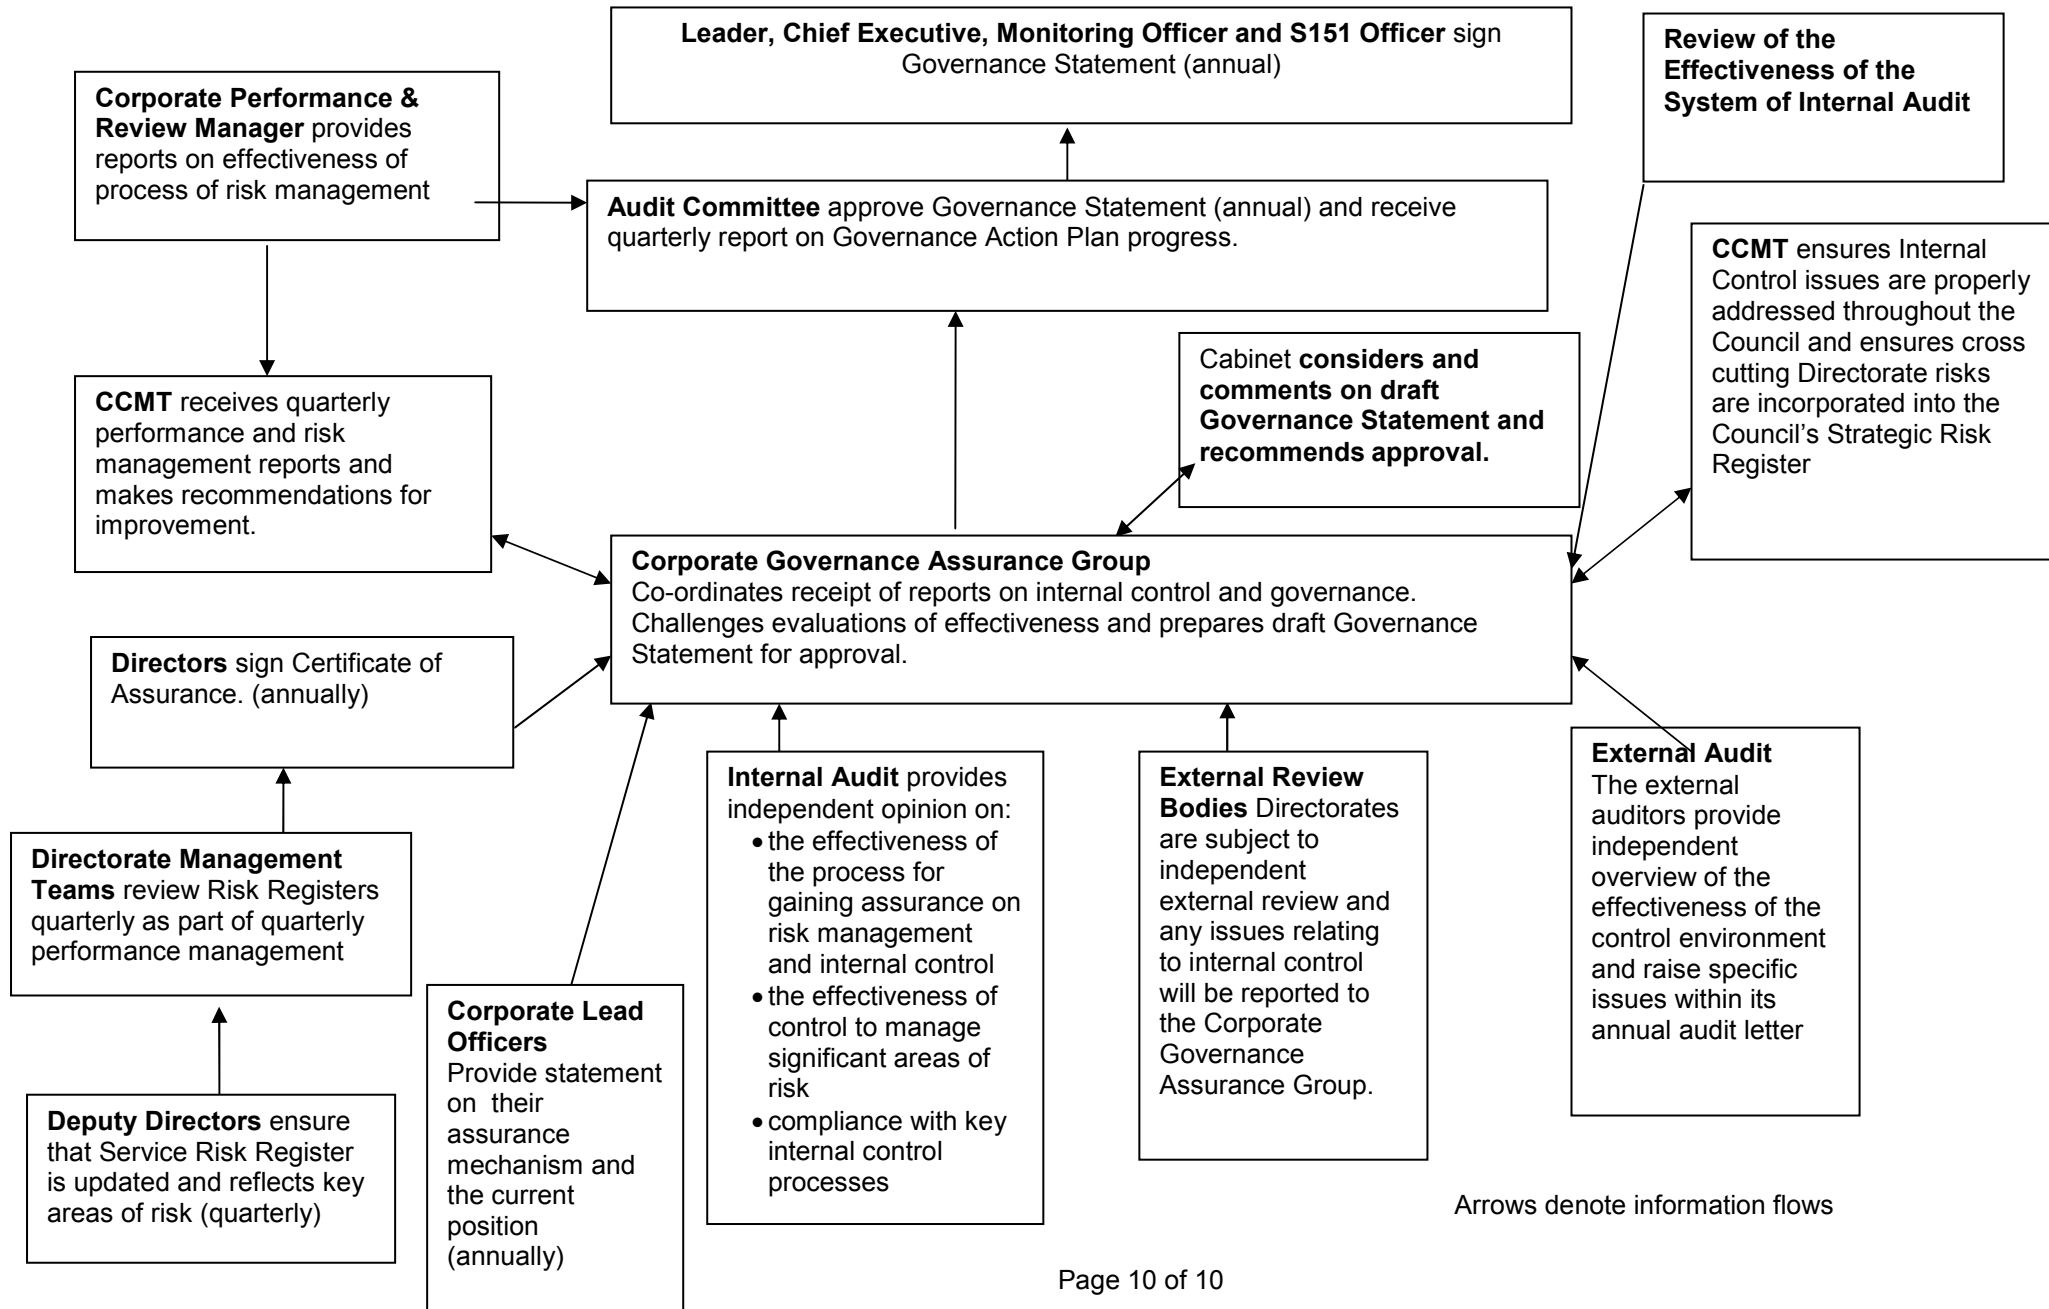 Leader, Chief Executive, Monitoring Officer and S151 Officer sign
Governance Statement (annual)
Review of the
Effectiveness of the
System of Internal Audit
Corporate Performance &
Review Manager provides
reports on effectiveness of
process of risk management
Audit Committee approve Governance Statement (annual) and receive
quarterly report on Governance Action Plan progress.
CCMT ensures Internal
Control issues are properly
addressed throughout the
Council and ensures cross
cutting Directorate risks
are incorporated into the
Council’s Strategic Risk
Register
Cabinet considers and
comments on draft
Governance Statement and
recommends approval.
CCMT receives quarterly
performance and risk
management reports and
makes recommendations for
improvement.
Corporate Governance Assurance Group
Co-ordinates receipt of reports on internal control and governance.
Challenges evaluations of effectiveness and prepares draft Governance
Statement for approval.
Directors sign Certificate of
Assurance. (annually)
Directorate Management
Teams review Risk Registers
quarterly as part of quarterly
performance management
Deputy Directors ensure
that Service Risk Register
is updated and reflects key
areas of risk (quarterly)
Corporate Lead
Officers
Provide statement
on their
assurance
mechanism and
the current
position
(annually)
Internal Audit provides
independent opinion on:
• the effectiveness of
the process for
gaining assurance on
risk management
and internal control
• the effectiveness of
control to manage
significant areas of
risk
• compliance with key
internal control
processes
External Review
Bodies Directorates
are subject to
independent
external review and
any issues relating
to internal control
will be reported to
the Corporate
Governance
Assurance Group.
External Audit
The external
auditors provide
independent
overview of the
effectiveness of the
control environment
and raise specific
issues within its
annual audit letter
Arrows denote information flows
Page 10 of 10